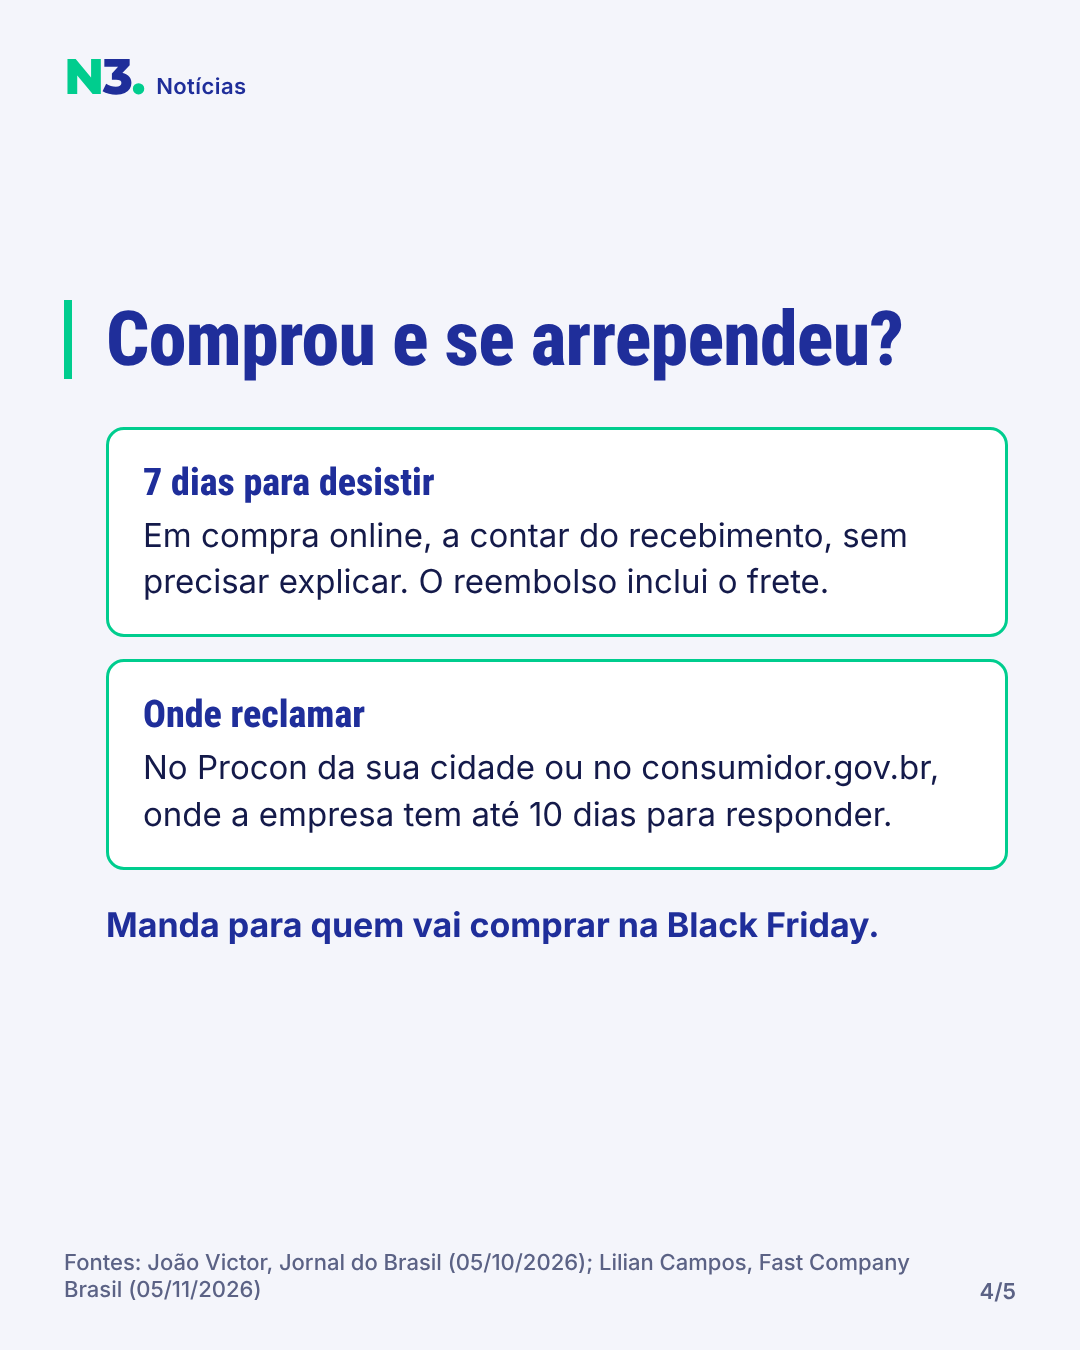 N3. Notícias
Comprou e se arrependeu?
7 dias para desistir
Em compra online, a contar do recebimento, sem
precisar explicar. O reembolso inclui o frete.
Onde reclamar
No Procon da sua cidade ou no consumidor.gov.br,
onde a empresa tem até 10 dias para responder.
Manda para quem vai comprar na Black Friday.
Fontes: João Victor, Jornal do Brasil (05/10/2026); Lilian Campos, Fast Company
Brasil (05/11/2026)
4/5